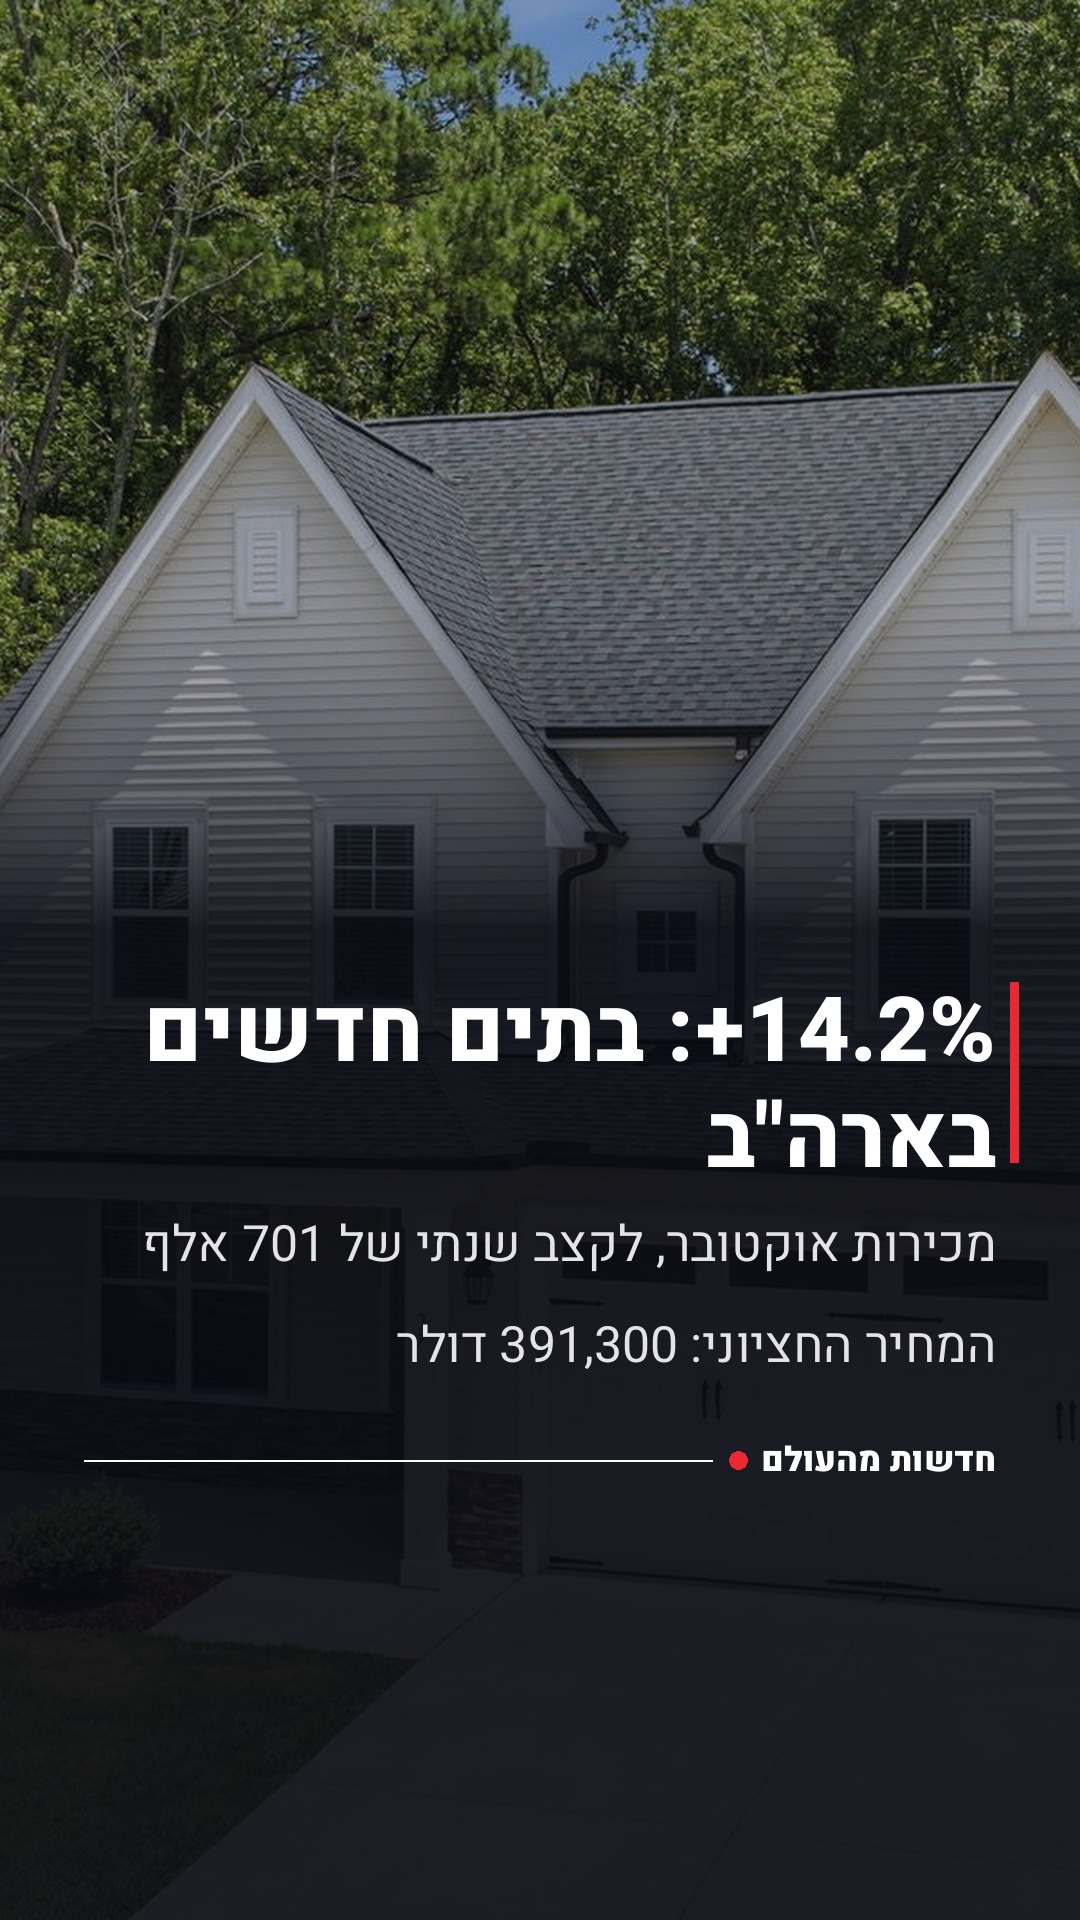 14.2%+: בתים חדשים
בארה"ב
מכירות אוקטובר, לקצב שנתי של 701 אלף
המחיר החציוני: 391,300 דולר
חדשות מהעולם